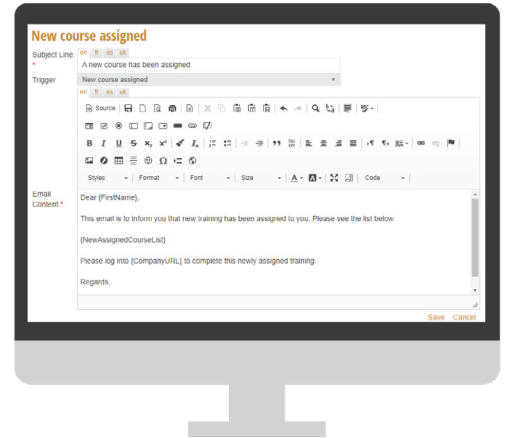 New course assigned
Subject Line
*
en fr es uk
A new course has been assigned
Trigger
New course assigned
en fr es uk
Source
Styles Format Font Size Code
Email
Content *
Dear {FirstName},
This email is to inform you that new training has been assigned to you. Please see the list below.
{NewAssignedCourseList}
Please log into {CompanyURL} to complete this newly assigned training.
Regards,
Save Cancel